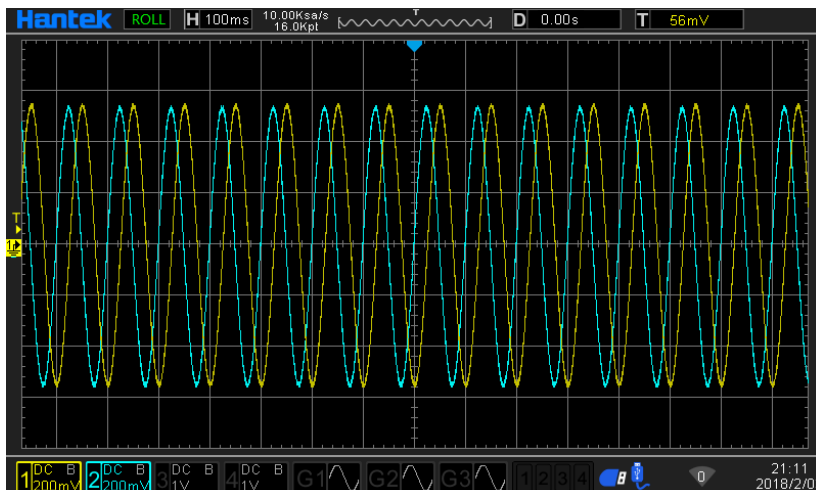 Hantek ROLL H 100ms 10.00Ksa/s 16.0Kpt T D 0.00s T 56mV
T
1
1 DC B 200mV 2 DC B 200mV 3 DC B 1V 4 DC B 1V G1 G2 G3 1 2 3 4 0 21:11
2018/2/0